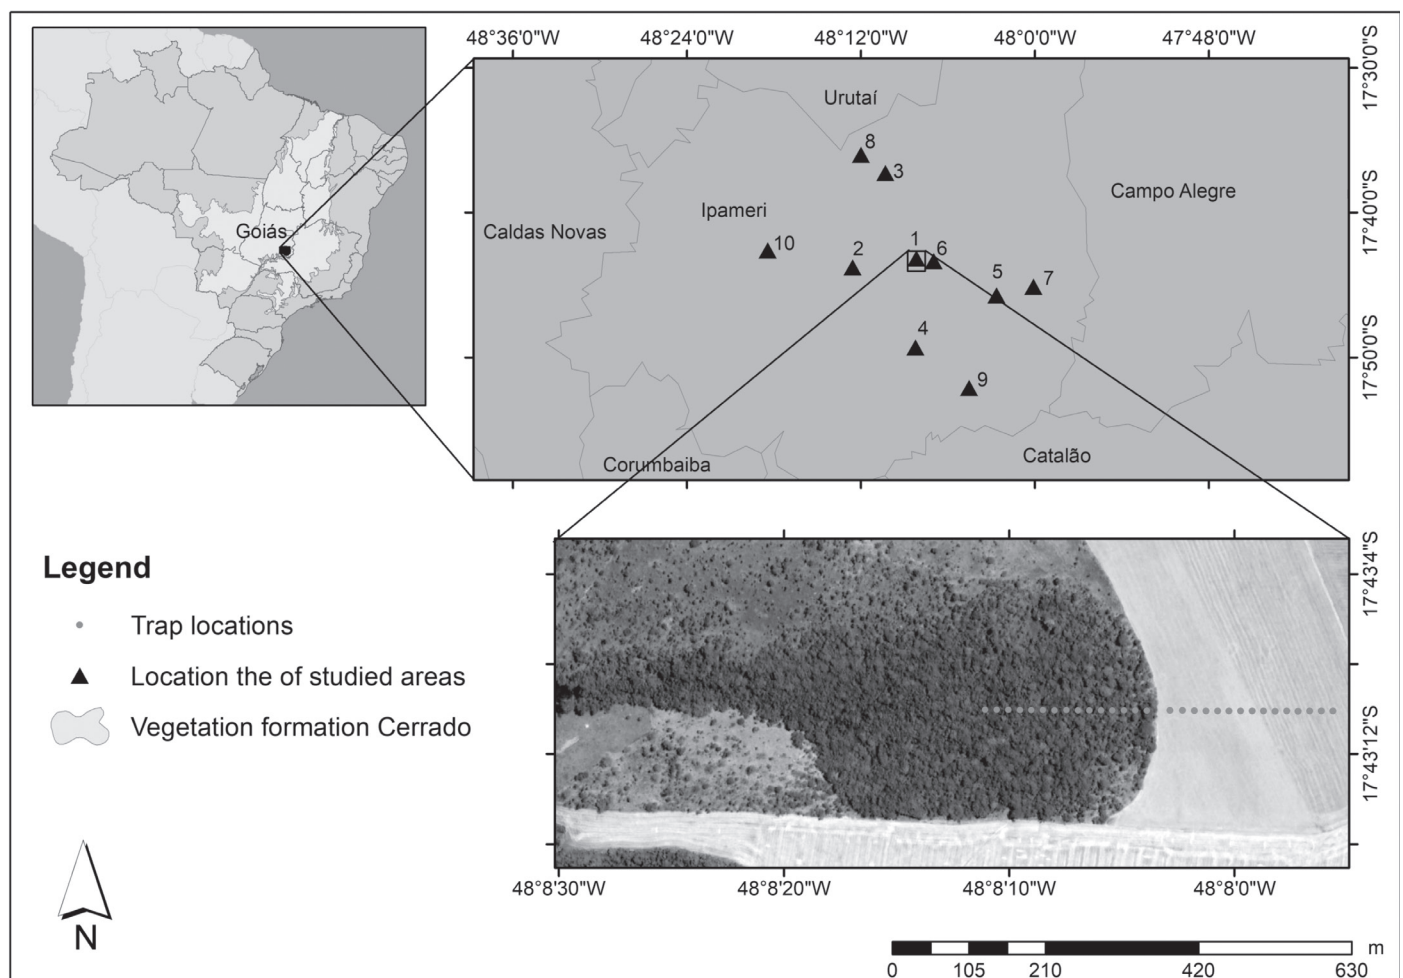 48°36'0"W 48°24'0"W 48°12'0"W 48°0'0"W 47°48'0"W
17°30'0"S
17°40'0"S
17°50'0"S
Goiás
Urutaí
8
3
Campo Alegre
Ipameri
Caldas Novas
10
2
1
6
5
7
4
9
Corumbaiba
Catalão
17°43'4"S
17°43'12"S
48°8'30"W 48°8'20"W 48°8'10"W 48°8'0"W
Legend
Trap locations
Location the of studied areas
Vegetation formation Cerrado
N
m
0 105 210 420 630